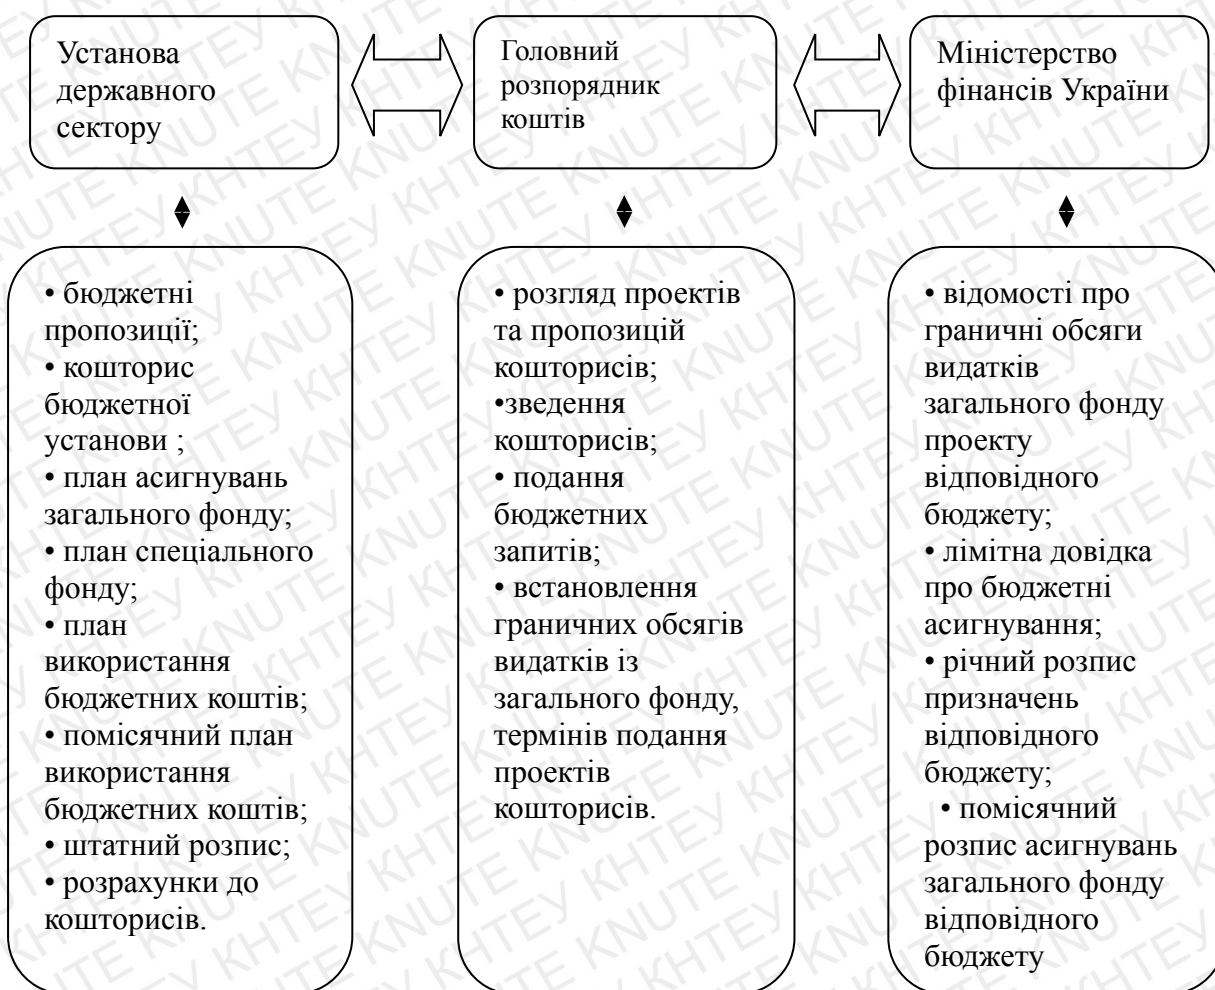 Установа
державного
сектору
Головний
розпорядник
коштів
Міністерство
фінансів України
• бюджетні
пропозиції;
• кошторис
бюджетної
установи ;
• план асигнувань
загального фонду;
• план спеціального
фонду;
• план
використання
бюджетних коштів;
• помісячний план
використання
бюджетних коштів;
• штатний розпис;
• розрахунки до
кошторисів.
• розгляд проектів
та пропозицій
кошторисів;
•зведення
кошторисів;
• подання
бюджетних
запитів;
• встановлення
граничних обсягів
видатків із
загального фонду,
термінів подання
проектів
кошторисів.
• відомості про
граничні обсяги
видатків
загального фонду
проекту
відповідного
бюджету;
• лімітна довідка
про бюджетні
асигнування;
• річний розпис
призначень
відповідного
бюджету;
• помісячний
розпис асигнувань
загального фонду
відповідного
бюджету